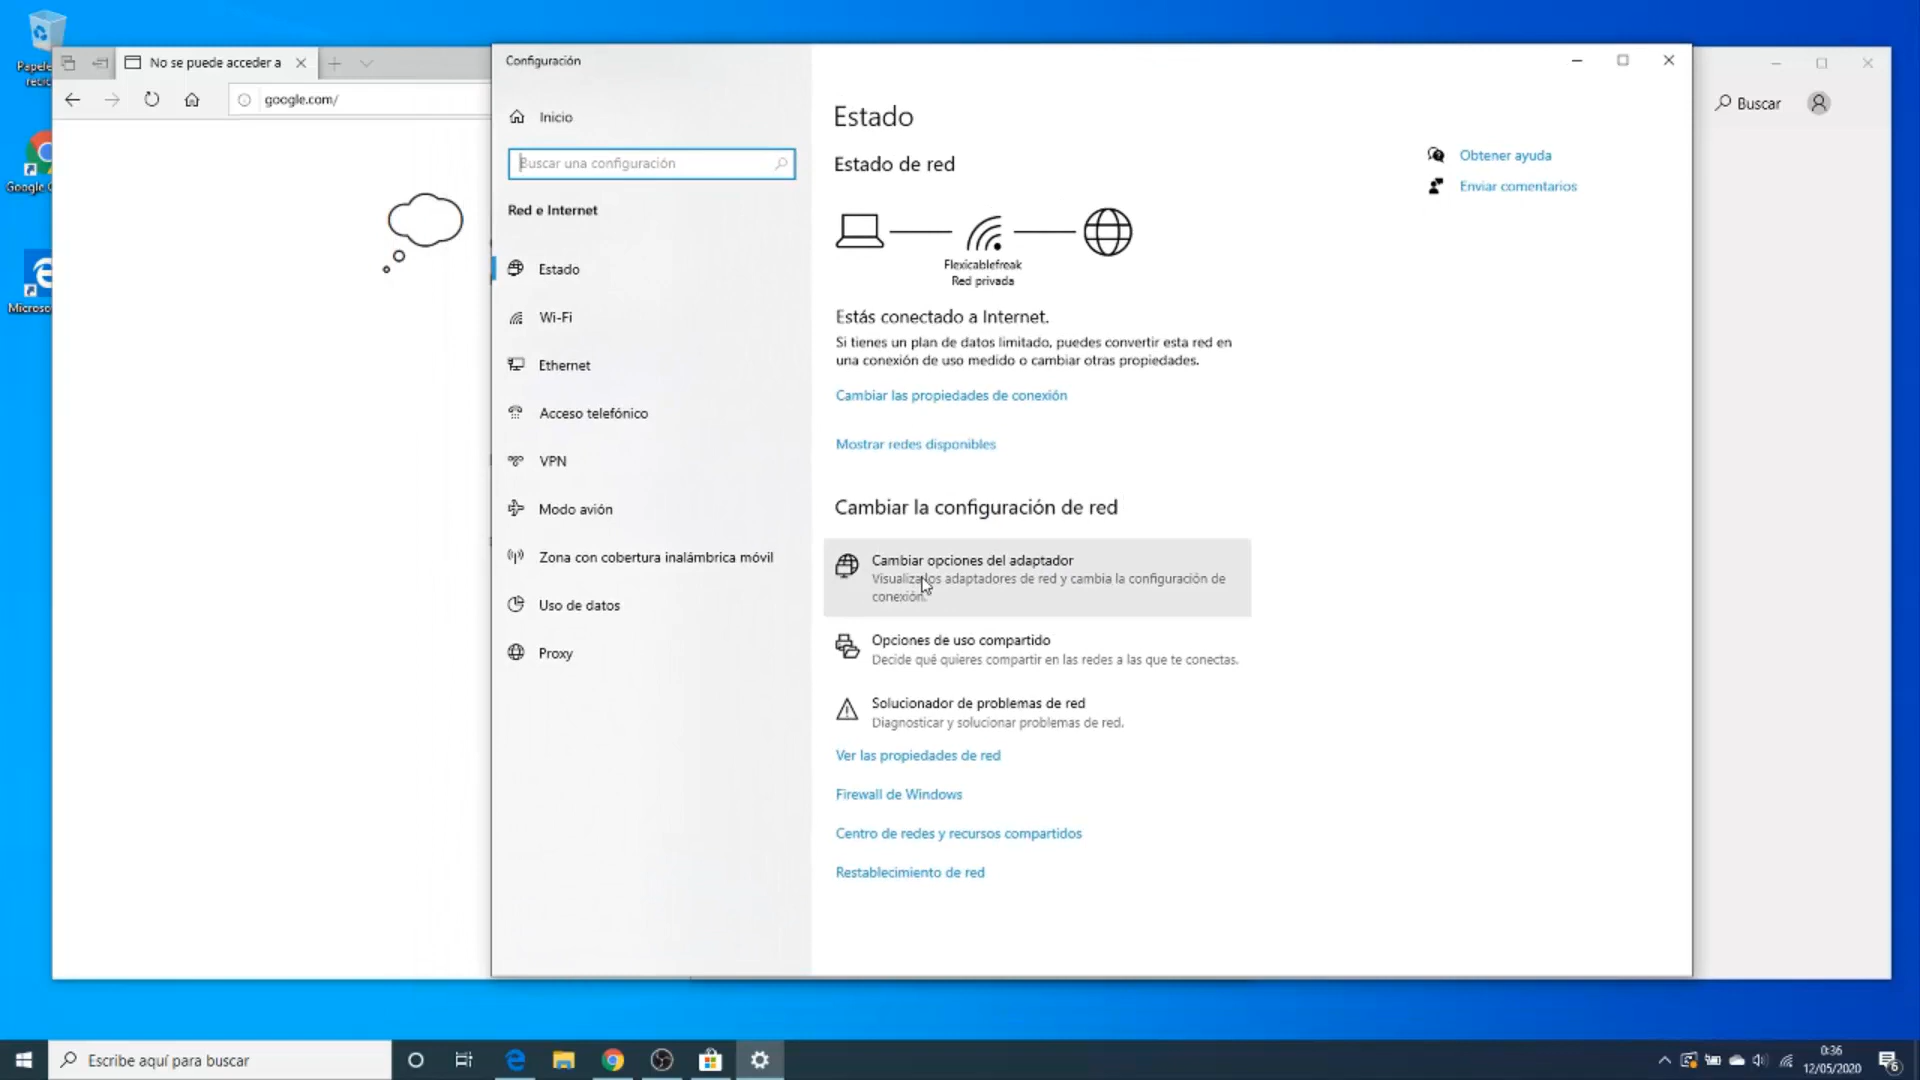 No se puede acceder a
google.com/
Configuración
Inicio
Buscar una configuración
Red e Internet
Estado
Wi-Fi
Ethernet
Acceso telefónico
VPN
Modo avión
Zona con cobertura inalámbrica móvil
Uso de datos
Proxy
Estado
Estado de red
Flexicablefreak
Red privada
Estás conectado a Internet.
Si tienes un plan de datos limitado, puedes convertir esta red en
una conexión de uso medido o cambiar otras propiedades.
Cambiar las propiedades de conexión
Mostrar redes disponibles
Cambiar la configuración de red
Cambiar opciones del adaptador
Visualiza los adaptadores de red y cambia la configuración de
conexión.
Opciones de uso compartido
Decide qué quieres compartir en las redes a las que te conectas.
Solucionador de problemas de red
Diagnosticar y solucionar problemas de red.
Ver las propiedades de red
Firewall de Windows
Centro de redes y recursos compartidos
Restablecimiento de red
Obtener ayuda
Enviar comentarios
Buscar
Escribe aquí para buscar
0:36
12/05/2020
6